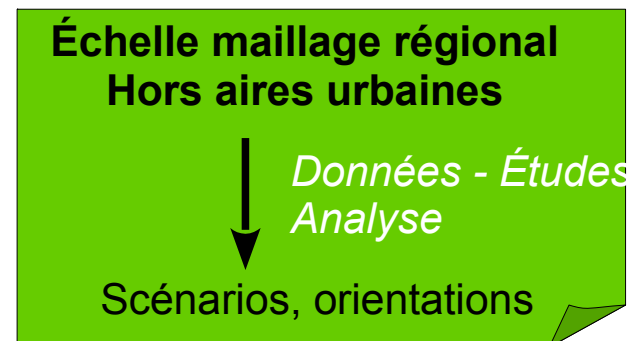 Échelle maillage régional
Hors aires urbaines
Données - Études
Analyse
Scénarios, orientations